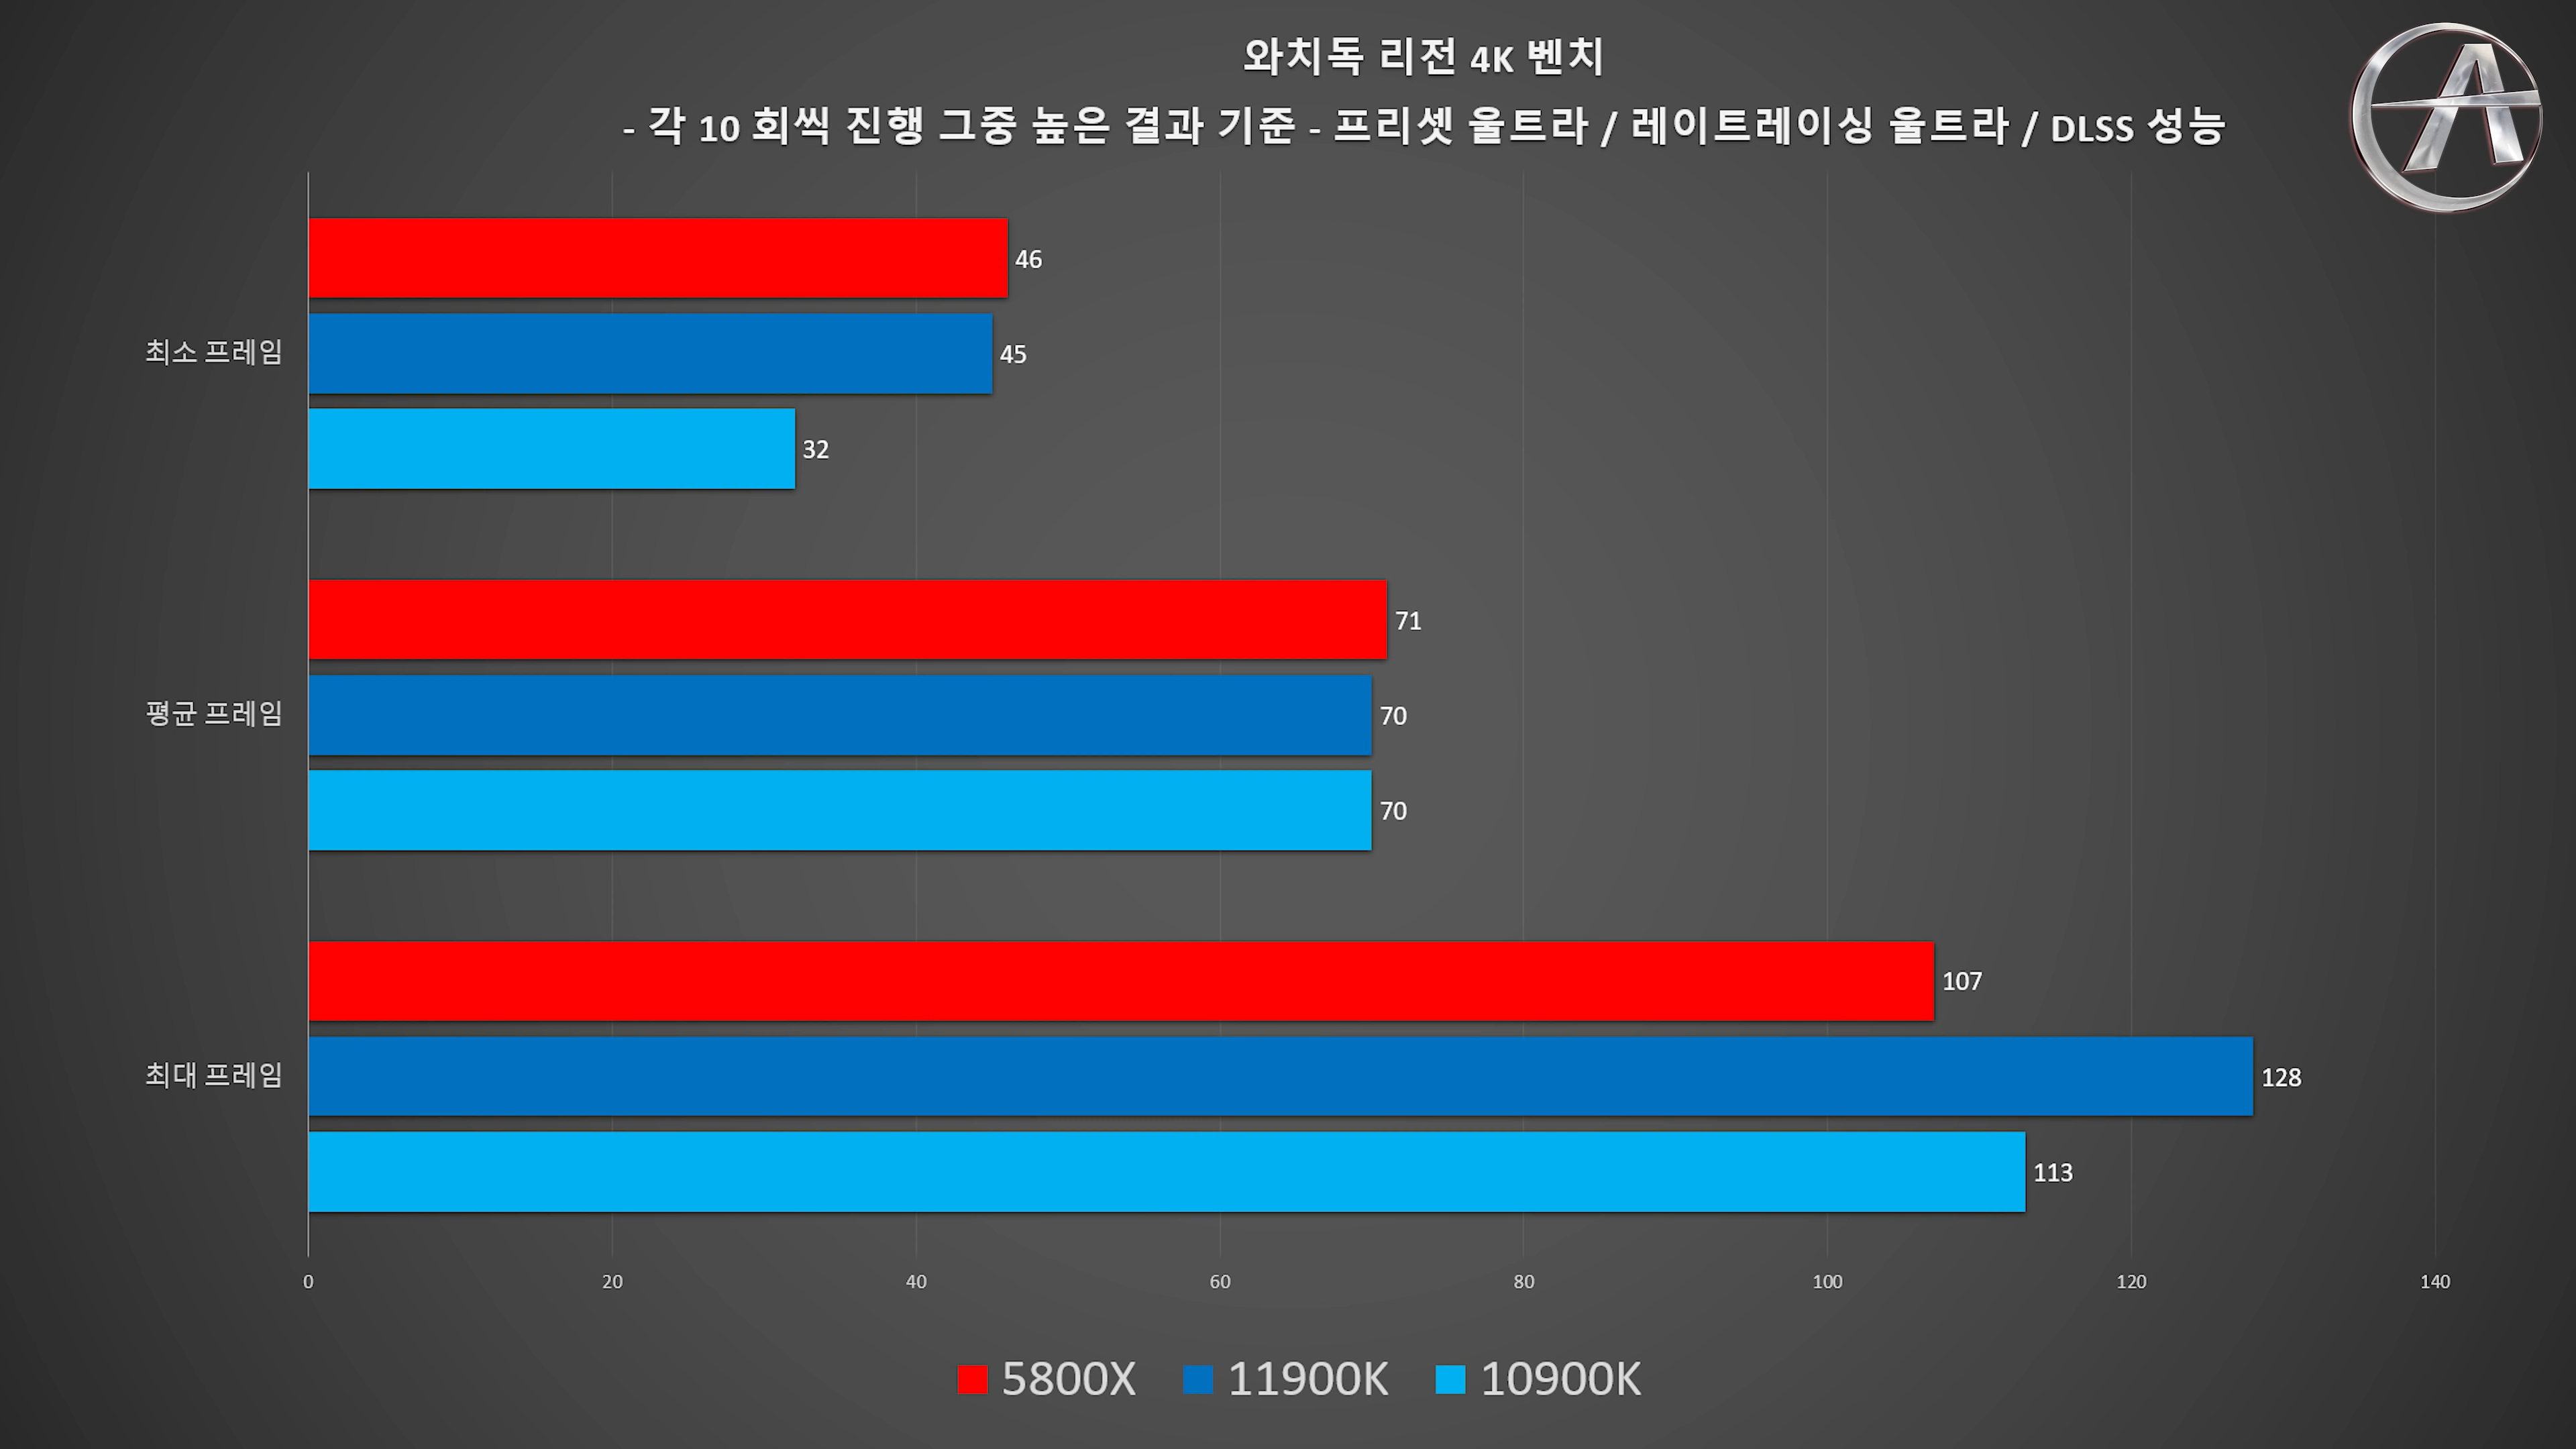 와치독 리전 4K 벤치
- 각 10 회씩 진행 그중 높은 결과 기준 - 프리셋 울트라 / 레이트레이싱 울트라 / DLSS 성능
최소 프레임
46
45
32
평균 프레임
71
70
70
최대 프레임
107
128
113
0 20 40 60 80 100 120 140
5800X 11900K 10900K